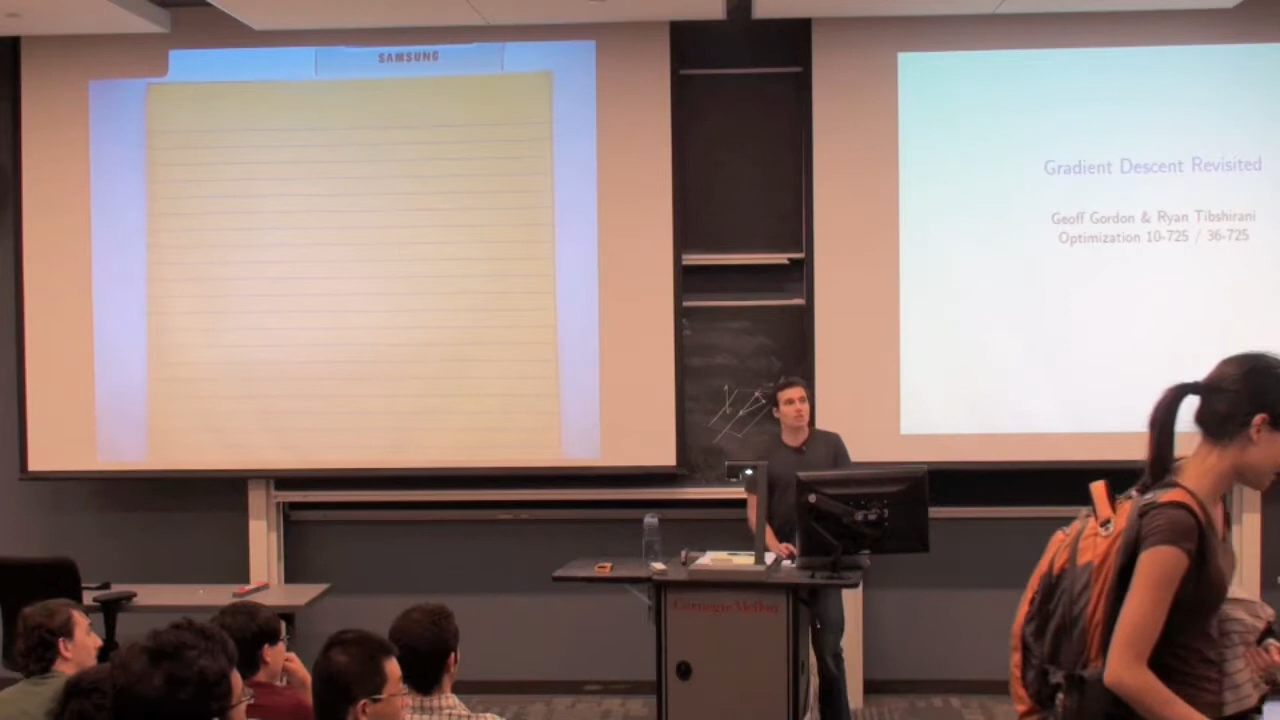 SAMSUNG
Gradient Descent Revisited
Geoff Gordon & Ryan Tibshirani
Optimization 10-725 / 36-725
Carnegie Mellon